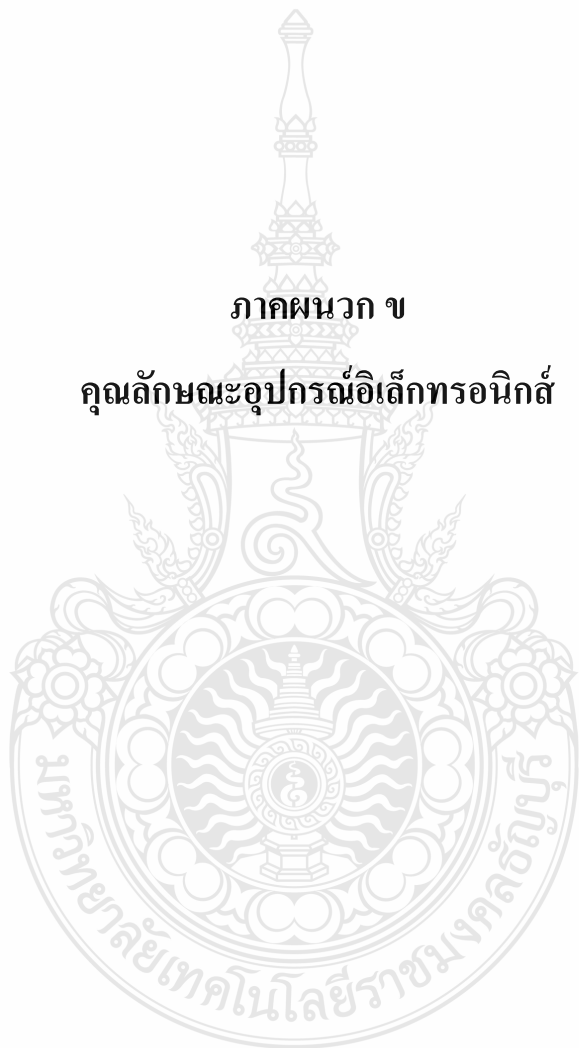 ภาคผนวก ข
คุณลักษณะอุปกรณ์อิเล็กทรอนิกส์
มหาวิทยาลัยเทคโนโลยีราชมงคลธัญบุรี